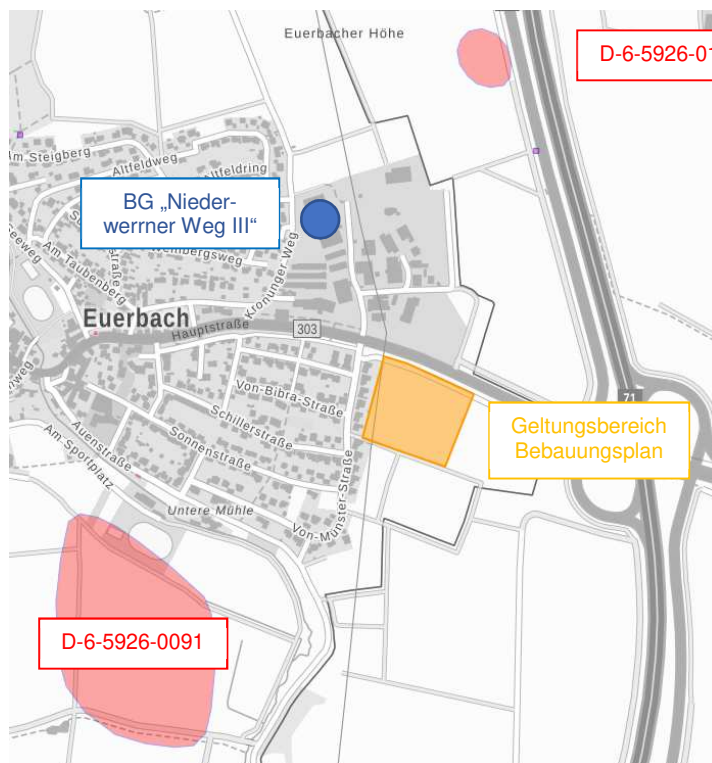 Euerbacher Höhe
D-6-5926-01
Am Steigberg
Altfeldweg
Altfeldring
BG „Nieder-
werrner Weg III“
Weinbergsweg
Seeweg
Am Taubenberg
Kronunger Weg
Euerbach
Hauptstraße
303
71
Von-Bibra-Straße
Schillerstraße
Geltungsbereich
Bebauungsplan
Auenstraße
Sonnenstraße
Am Sportplatz
Untere Mühle
Von-Münster-Straße
D-6-5926-0091